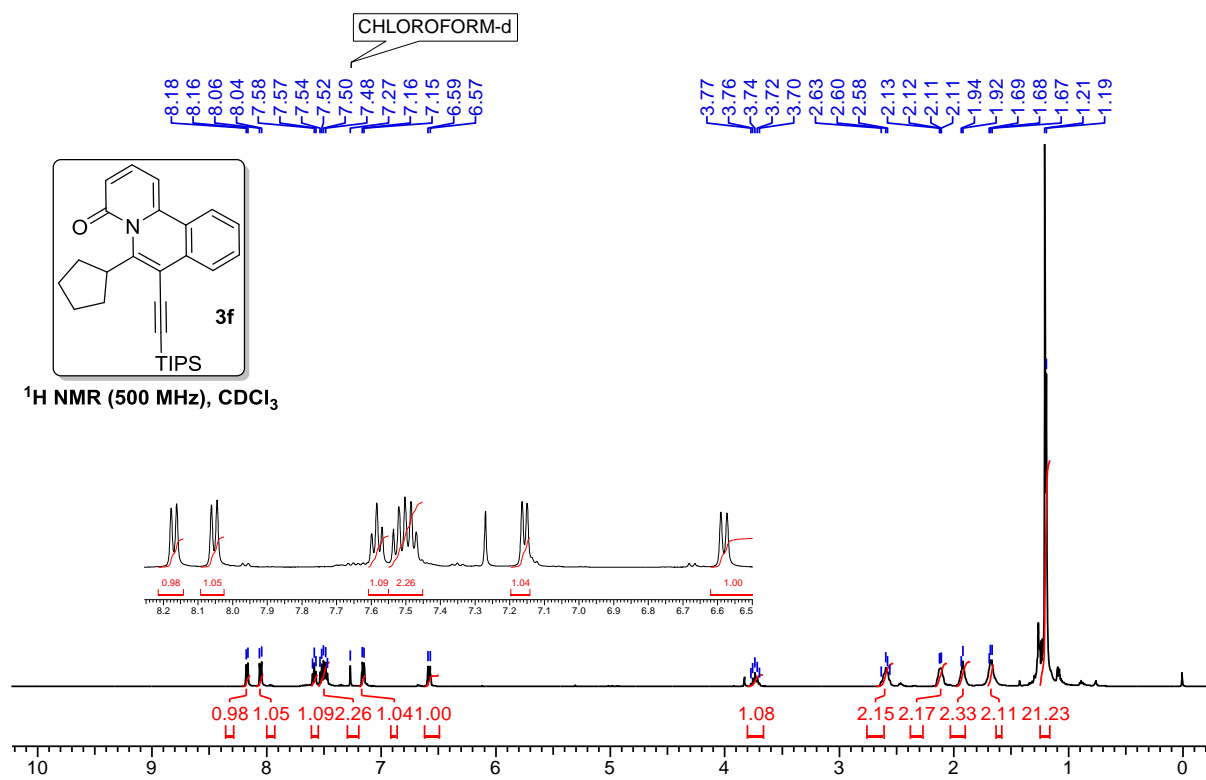 CHLOROFORM-d
8.18 8.16 8.06 8.04 7.58 7.57 7.54 7.52 7.50 7.48 7.27 7.16 7.15 6.59 6.57 3.77 3.76 3.74 3.72 3.70 2.63 2.60 2.58 2.13 2.12 2.11 2.11 1.94 1.92 1.69 1.68 1.67 1.21 1.19
O
N
3f
TIPS
¹H NMR (500 MHz), CDCl₃
0.98 1.05 1.09 2.26 1.04 1.00
8.2 8.1 8.0 7.9 7.8 7.7 7.6 7.5 7.4 7.3 7.2 7.1 7.0 6.9 6.8 6.7 6.6 6.5
0.98 1.05 1.09 2.26 1.04 1.00 1.08 2.15 2.17 2.33 2.11 21.23
10 9 8 7 6 5 4 3 2 1 0